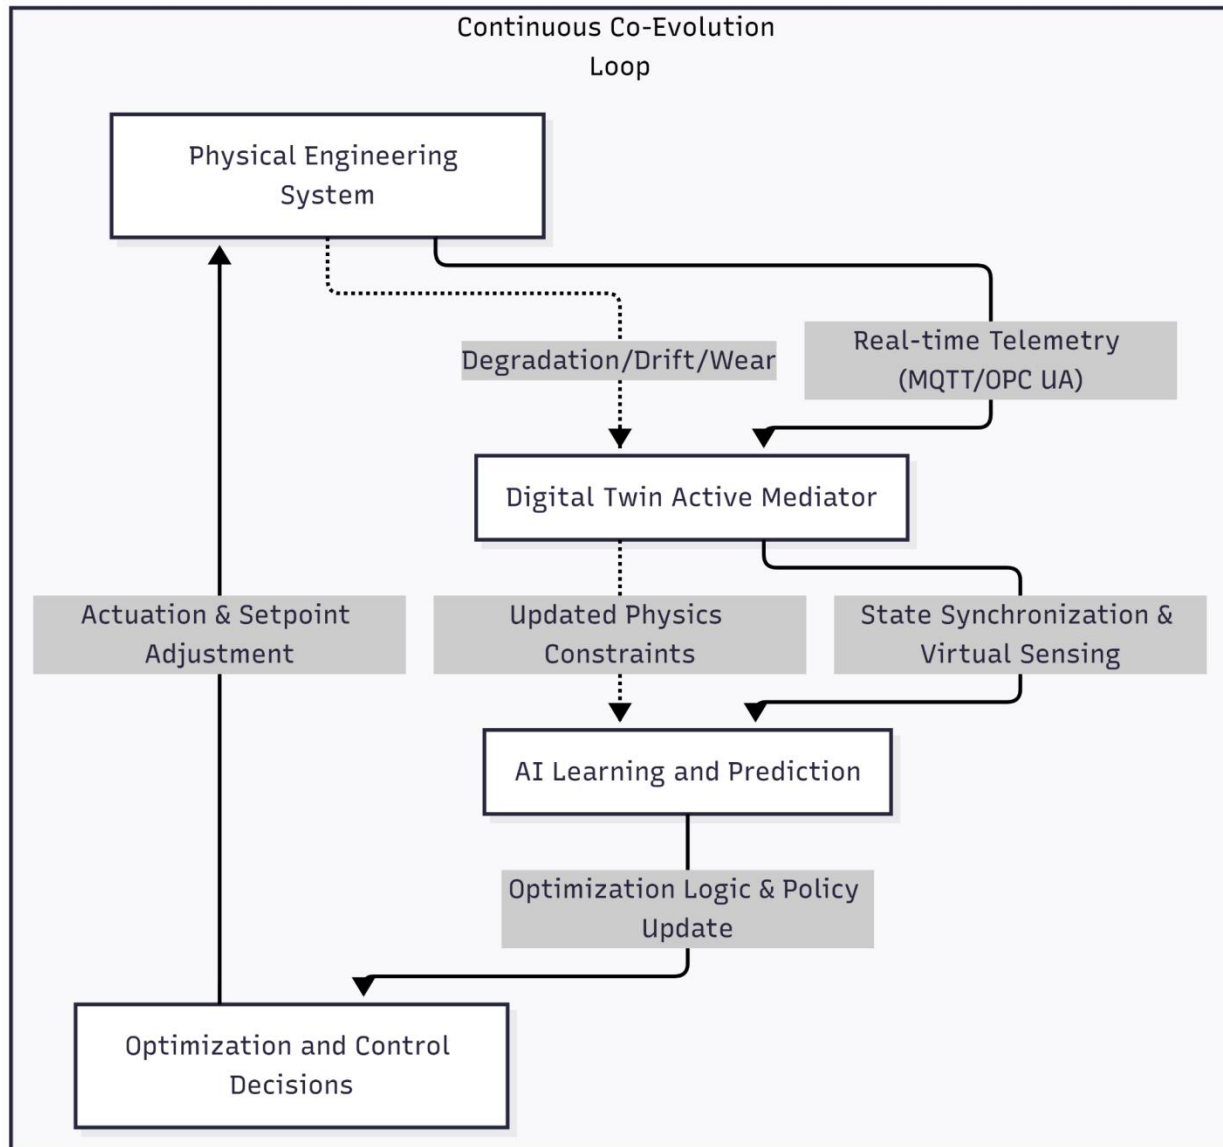 Continuous Co-Evolution
Loop
Physical Engineering
System
Degradation/Drift/Wear
Real-time Telemetry
(MQTT/OPC UA)
Digital Twin Active Mediator
Actuation & Setpoint
Adjustment
Updated Physics
Constraints
State Synchronization &
Virtual Sensing
AI Learning and Prediction
Optimization Logic & Policy
Update
Optimization and Control
Decisions